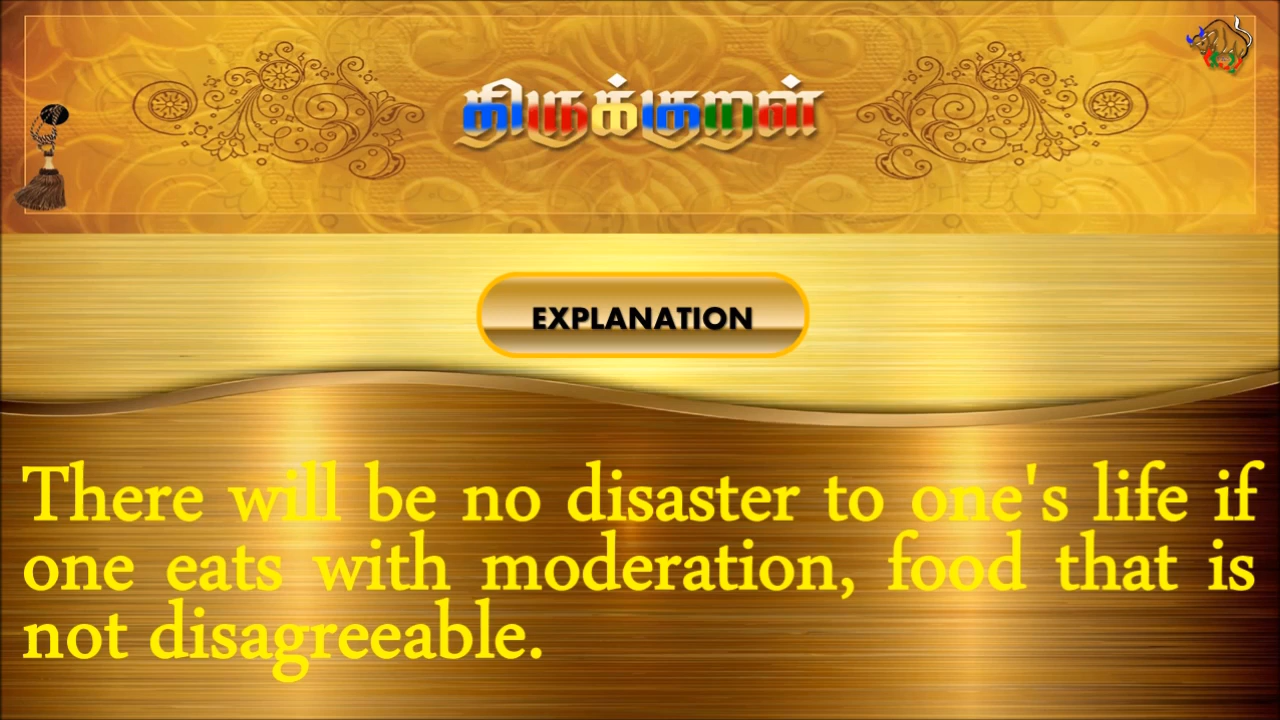 திருக்குறள்
EXPLANATION
There will be no disaster to one's life if
one eats with moderation, food that is
not disagreeable.